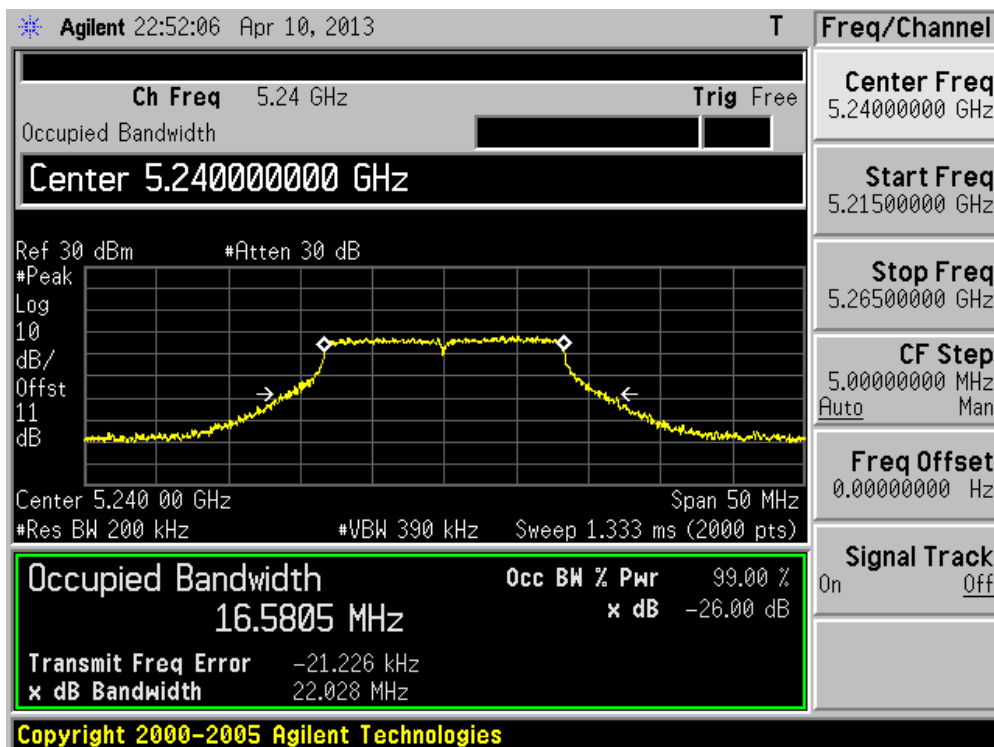 Agilent 22:52:06 Apr 10, 2013 T
Freq/Channel
Ch Freq 5.24 GHz Trig Free
Occupied Bandwidth
Center 5.240000000 GHz
Ref 30 dBm #Atten 30 dB
#Peak
Log
10
dB/
Offst
11
dB
Center 5.240 00 GHz Span 50 MHz
#Res BW 200 kHz #VBW 390 kHz Sweep 1.333 ms (2000 pts)
Occupied Bandwidth
16.5805 MHz
Occ BW % Pwr 99.00 %
x dB -26.00 dB
Transmit Freq Error -21.226 kHz
x dB Bandwidth 22.028 MHz
Center Freq
5.24000000 GHz
Start Freq
5.21500000 GHz
Stop Freq
5.26500000 GHz
CF Step
5.00000000 MHz
Auto Man
Freq Offset
0.00000000 Hz
Signal Track
On Off
Copyright 2000-2005 Agilent Technologies